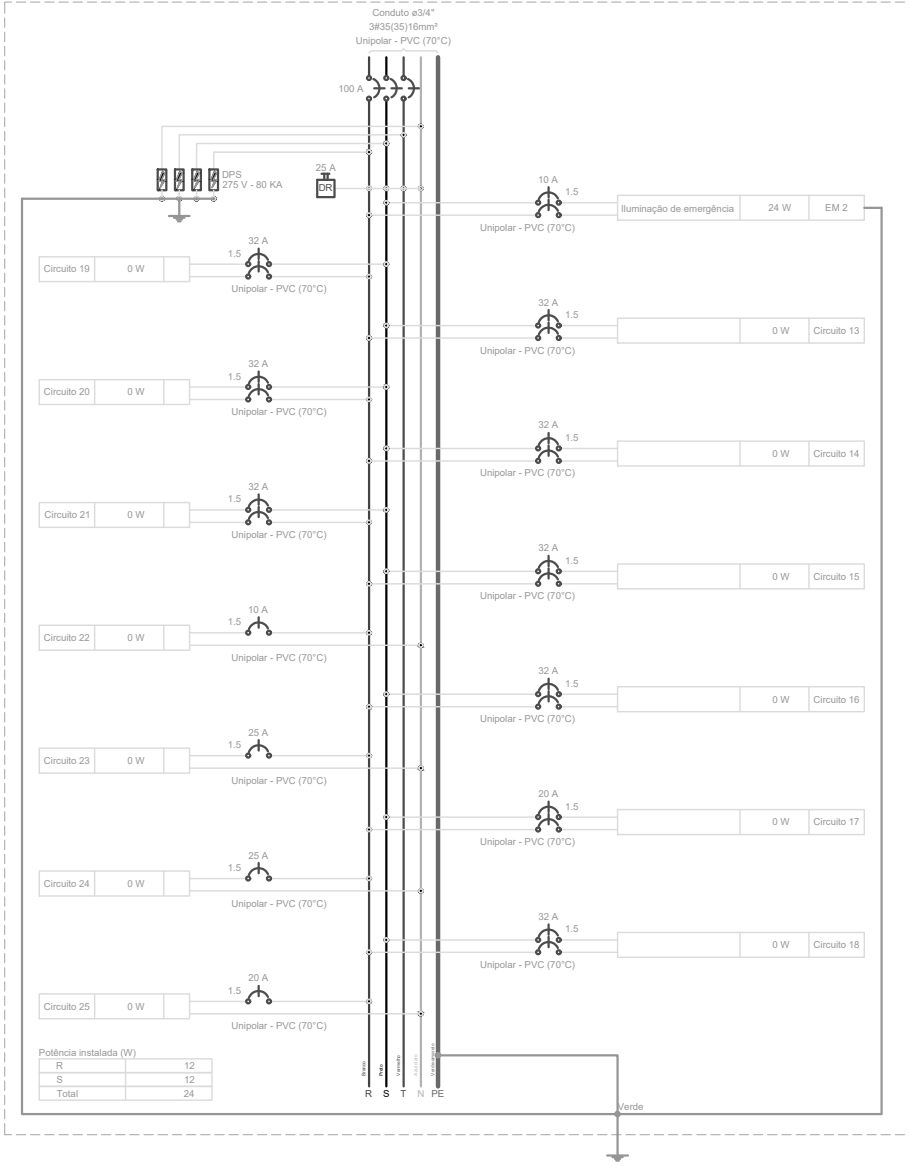 Conduto ø3/4"
3#35(35)16mm²
Unipolar - PVC (70°C)
100 A
DPS
275 V - 80 KA
25 A
DR
10 A
1.5
Unipolar - PVC (70°C)
Iluminação de emergência 24 W EM 2
32 A
1.5
Circuito 19 0 W
Unipolar - PVC (70°C)
32 A
1.5
0 W Circuito 13
Unipolar - PVC (70°C)
32 A
1.5
Circuito 20 0 W
Unipolar - PVC (70°C)
32 A
1.5
0 W Circuito 14
Unipolar - PVC (70°C)
32 A
1.5
Circuito 21 0 W
Unipolar - PVC (70°C)
32 A
1.5
0 W Circuito 15
Unipolar - PVC (70°C)
10 A
1.5
Circuito 22 0 W
Unipolar - PVC (70°C)
32 A
1.5
0 W Circuito 16
Unipolar - PVC (70°C)
25 A
1.5
Circuito 23 0 W
Unipolar - PVC (70°C)
20 A
1.5
0 W Circuito 17
Unipolar - PVC (70°C)
25 A
1.5
Circuito 24 0 W
Unipolar - PVC (70°C)
32 A
1.5
0 W Circuito 18
Unipolar - PVC (70°C)
20 A
1.5
Circuito 25 0 W
Unipolar - PVC (70°C)
Potência instalada (W)
R 12
S 12
Total 24
Branco
Preto
Vermelho
R S T N PE
Verde